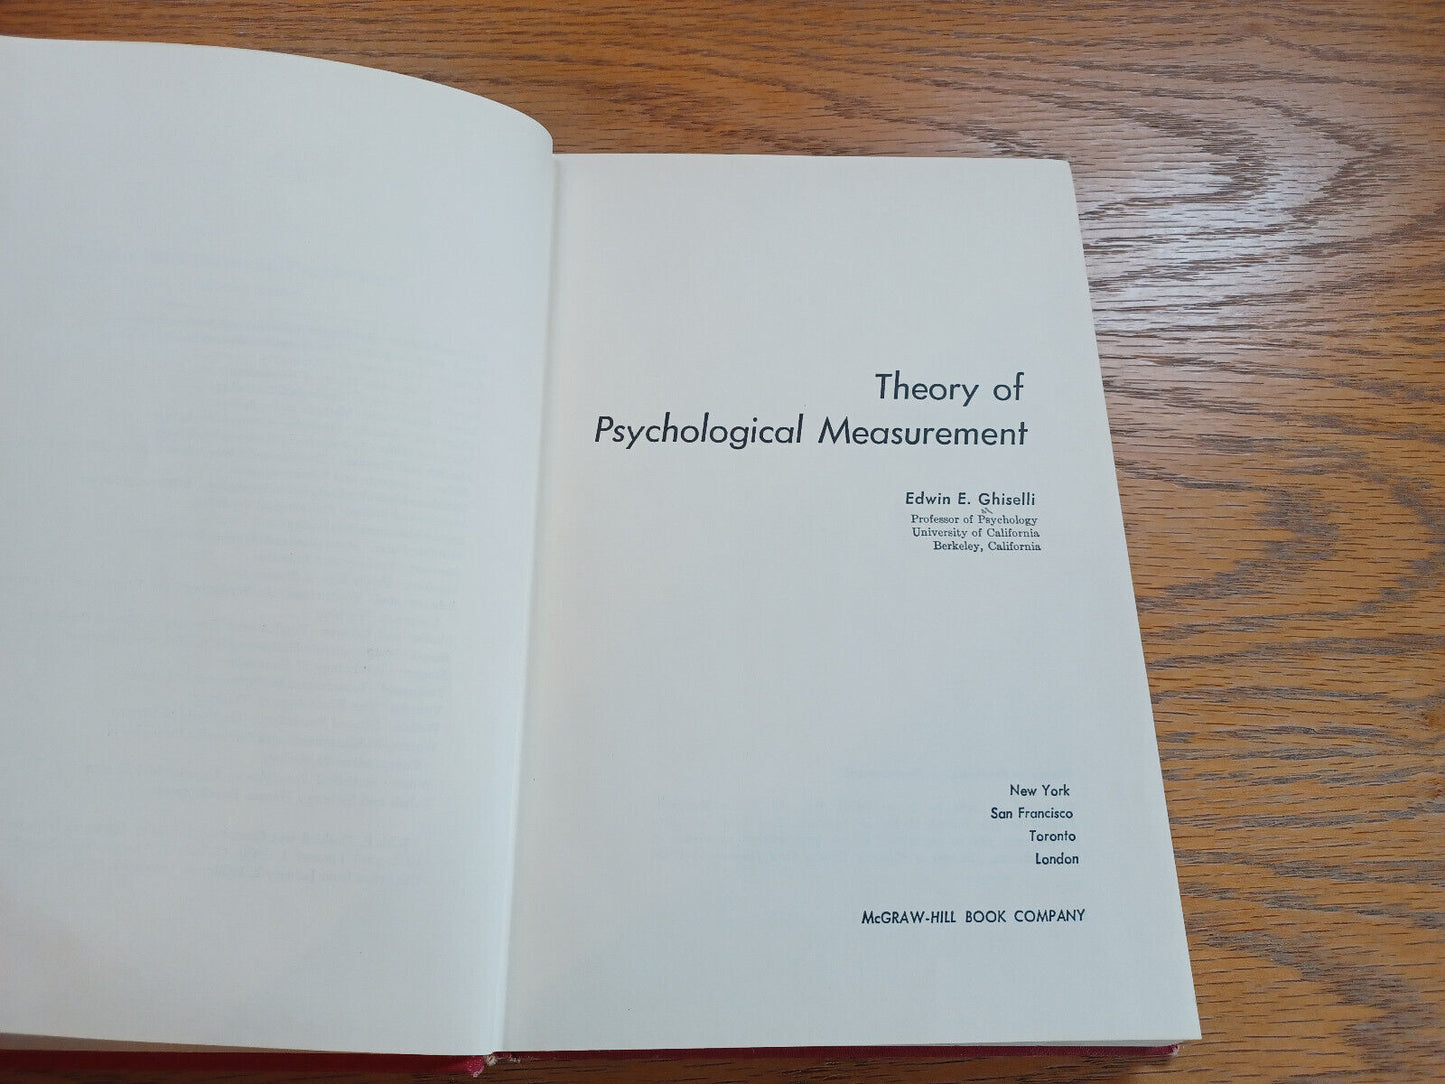 Theory of
Psychological Measurement
Edwin E. Ghiselli
Professor of Psychology
University of California
Berkeley, California
New York
San Francisco
Toronto
London
McGRAW-HILL BOOK COMPANY